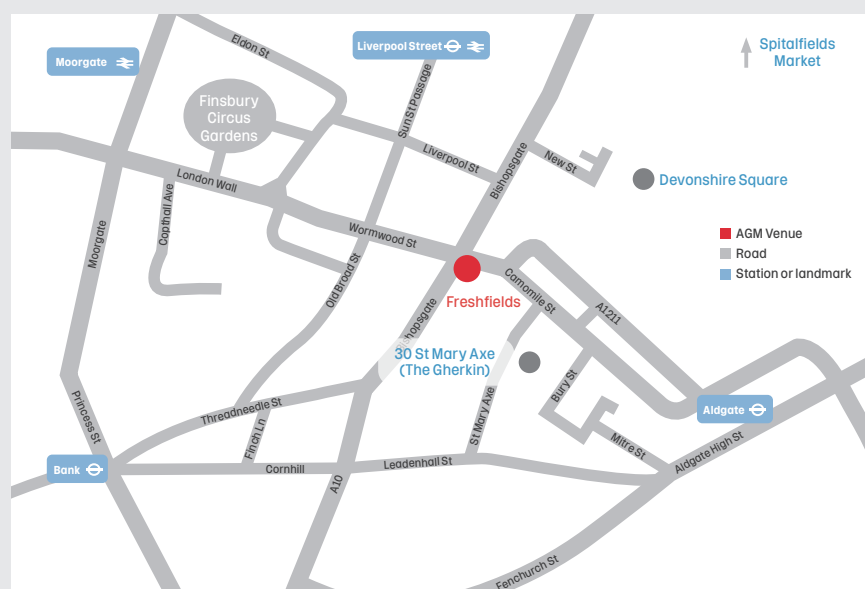 Eldon St
Liverpool Street
Spitalfields
Market
Moorgate
Sun St Passage
Finsbury
Circus
Gardens
Liverpool St
Bishopsgate
New St
Devonshire Square
London Wall
Copthall Ave
Wormwood St
Moorgate
AGM Venue
Road
Station or landmark
Old Broad St
Camomile St
Freshfields
A1211
Bishopsgate
30 St Mary Axe
(The Gherkin)
Bury St
Princess St
Threadneedle St
Finch Ln
St Mary Axe
Aldgate
Mitre St
Aldgate High St
Bank
Cornhill
Leadenhall St
A10
Fenchurch St